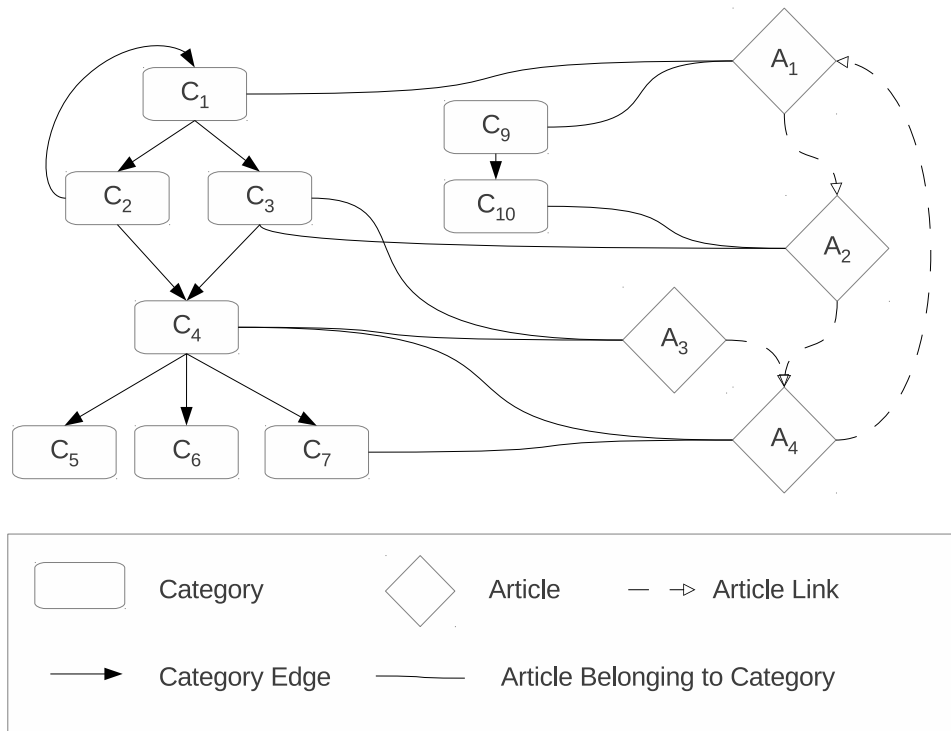 A1
C1
C9
C2
C3
C10
A2
C4
A3
C5
C6
C7
A4
Category
Article
Article Link
Category Edge
Article Belonging to Category